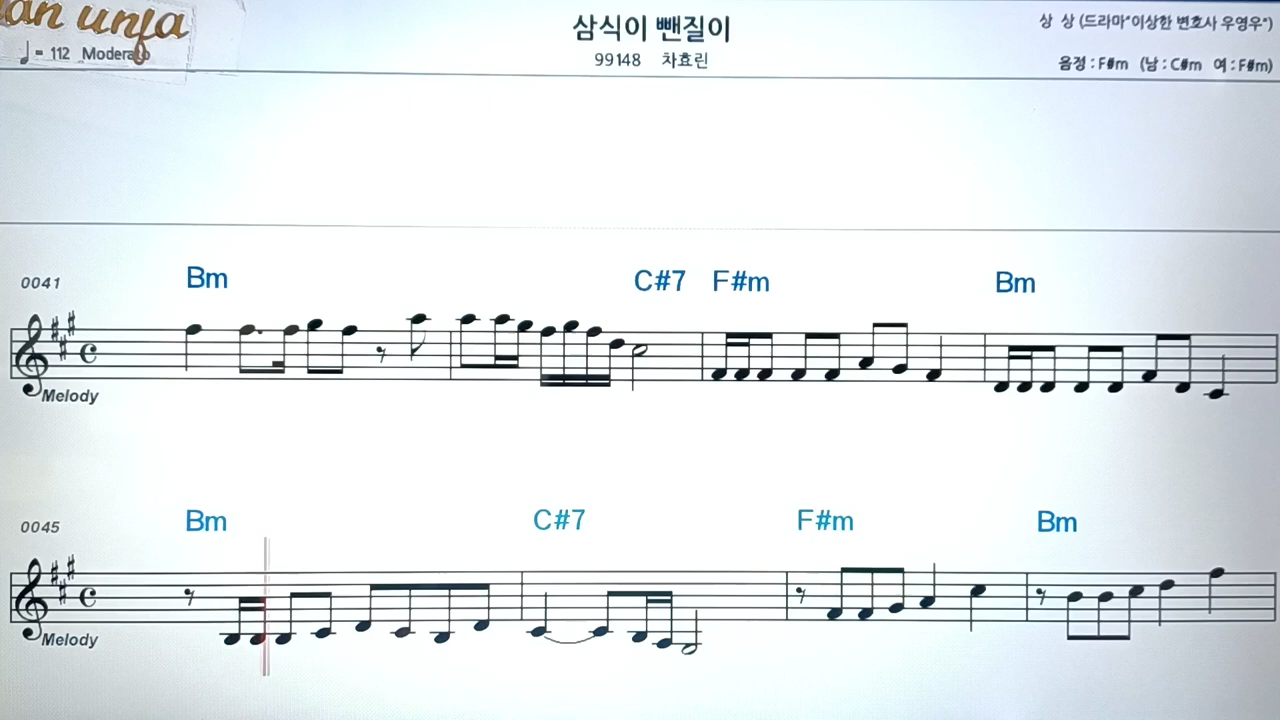 an unfa
♩ = 112 Moderato
삼식이 뺀질이
99148 차효린
상 상 (드라마"이상한 변호사 우영우")
음정 : F#m (남 : C#m 여 : F#m)
0041
Bm C#7 F#m Bm
Melody
0045
Bm C#7 F#m Bm
Melody